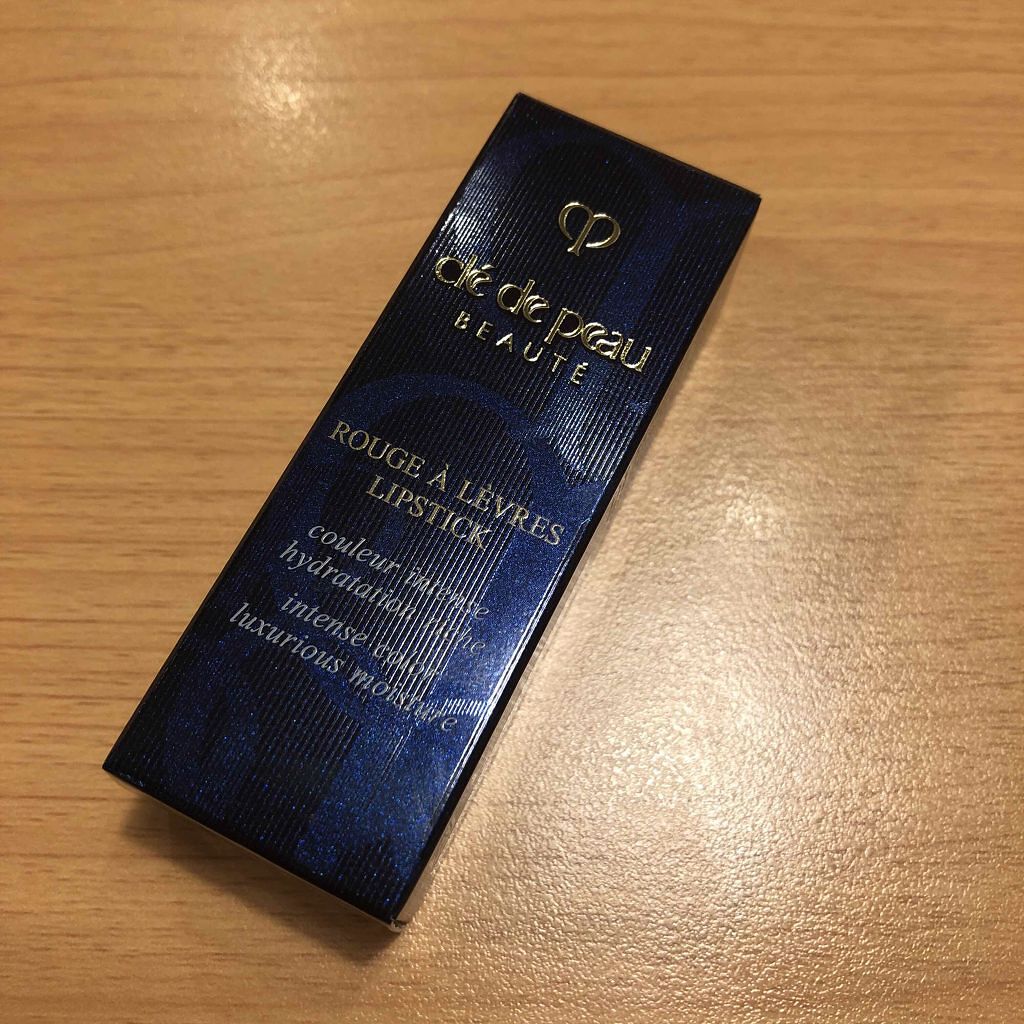 clé de peau
BEAUTÉ
ROUGE À LÈVRES
LIPSTICK
couleur intense
hydratation riche
intense color
luxurious moisture